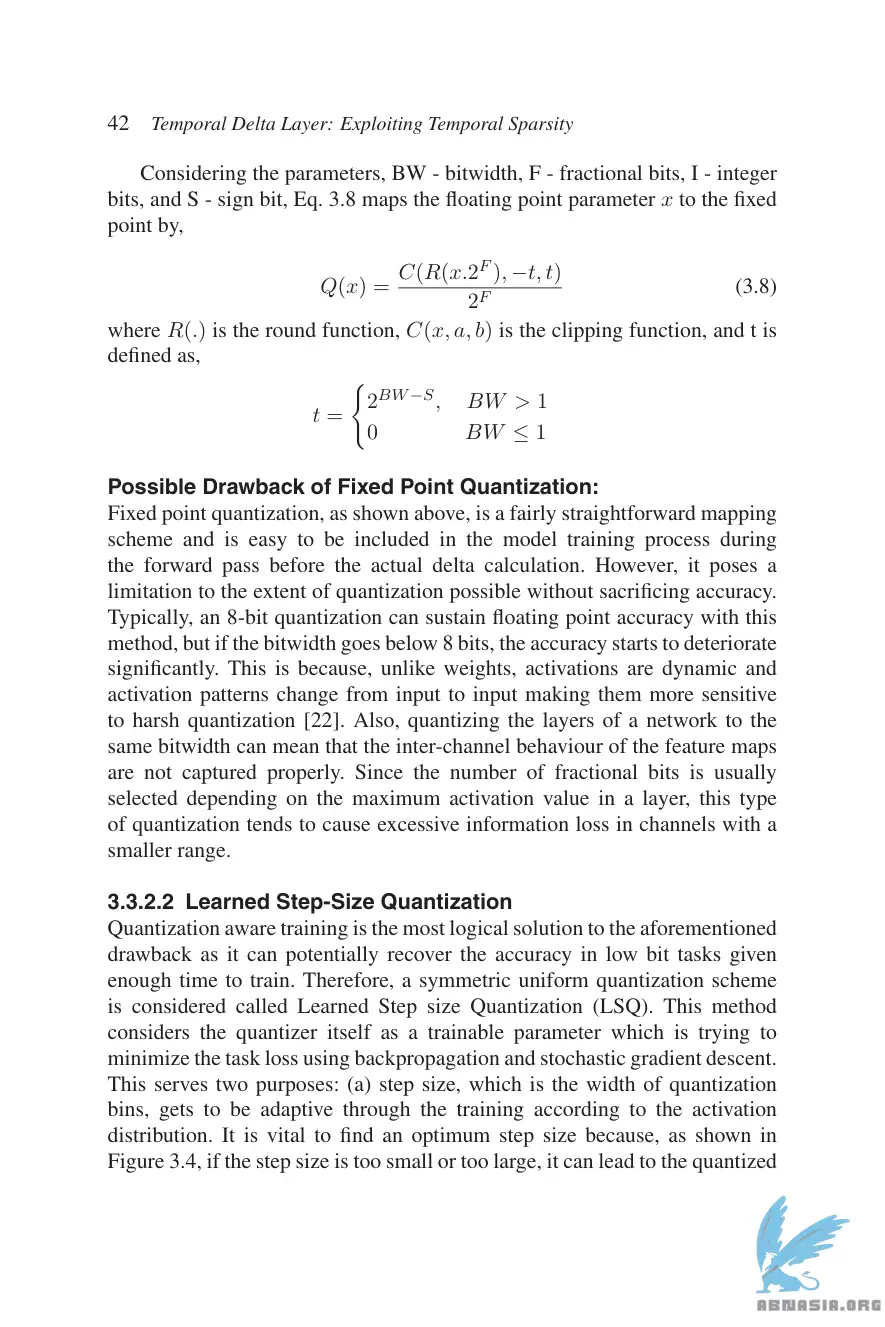 42 Temporal Delta Layer: Exploiting Temporal Sparsity
Considering the parameters, BW - bitwidth, F - fractional bits, I - integer
bits, and S - sign bit, Eq. 3.8 maps the floating point parameter x to the fixed
point by,
Q(x) = C(R(x.2^F), −t, t) / 2^F (3.8)
where R(.) is the round function, C(x, a, b) is the clipping function, and t is
defined as,
t = { 2^{BW−S}, BW > 1
0 BW ≤ 1
Possible Drawback of Fixed Point Quantization:
Fixed point quantization, as shown above, is a fairly straightforward mapping
scheme and is easy to be included in the model training process during
the forward pass before the actual delta calculation. However, it poses a
limitation to the extent of quantization possible without sacrificing accuracy.
Typically, an 8-bit quantization can sustain floating point accuracy with this
method, but if the bitwidth goes below 8 bits, the accuracy starts to deteriorate
significantly. This is because, unlike weights, activations are dynamic and
activation patterns change from input to input making them more sensitive
to harsh quantization [22]. Also, quantizing the layers of a network to the
same bitwidth can mean that the inter-channel behaviour of the feature maps
are not captured properly. Since the number of fractional bits is usually
selected depending on the maximum activation value in a layer, this type
of quantization tends to cause excessive information loss in channels with a
smaller range.
3.3.2.2 Learned Step-Size Quantization
Quantization aware training is the most logical solution to the aforementioned
drawback as it can potentially recover the accuracy in low bit tasks given
enough time to train. Therefore, a symmetric uniform quantization scheme
is considered called Learned Step size Quantization (LSQ). This method
considers the quantizer itself as a trainable parameter which is trying to
minimize the task loss using backpropagation and stochastic gradient descent.
This serves two purposes: (a) step size, which is the width of quantization
bins, gets to be adaptive through the training according to the activation
distribution. It is vital to find an optimum step size because, as shown in
Figure 3.4, if the step size is too small or too large, it can lead to the quantized
ABNASIA.ORG